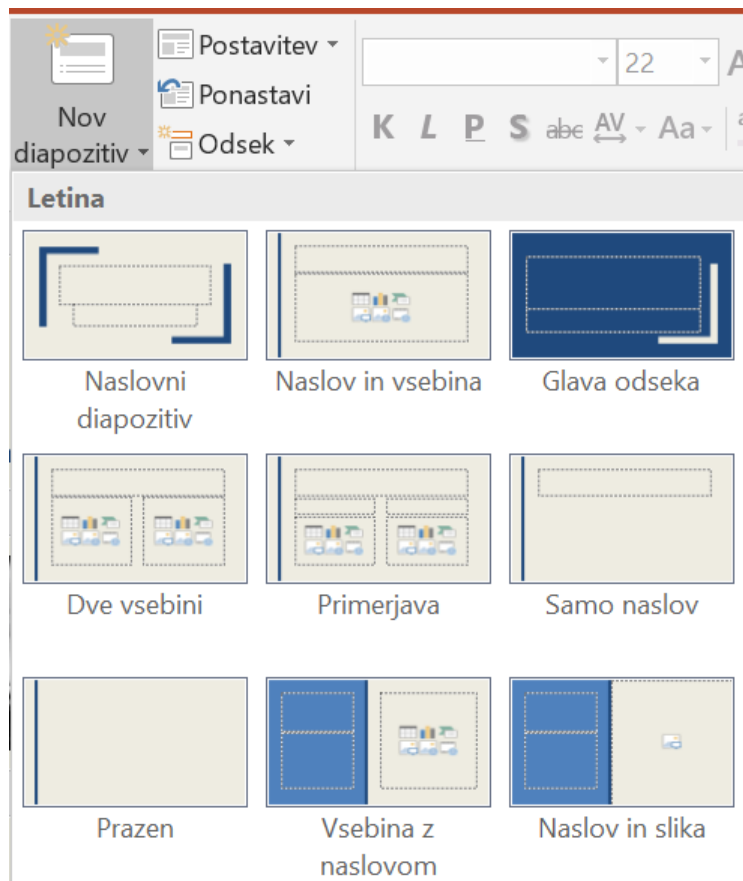 Nov
diapozitiv
Postavitev
Ponastavi
Odsek
22
A
K L P S abc AV Aa
Letina
Naslovni
diapozitiv
Naslov in vsebina
Glava odseka
Dve vsebini
Primerjava
Samo naslov
Prazen
Vsebina z
naslovom
Naslov in slika